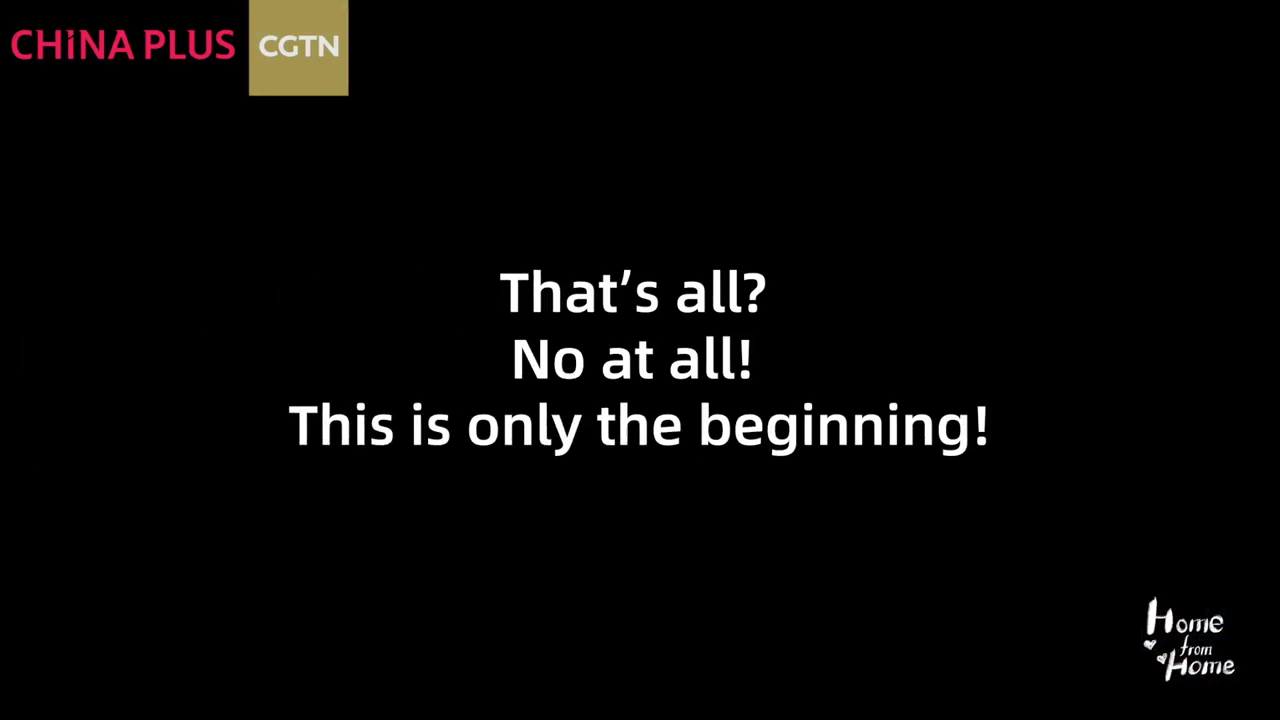 CHiNA PLUS
CGTN
That’s all?
No at all!
This is only the beginning!
Home
from
Home